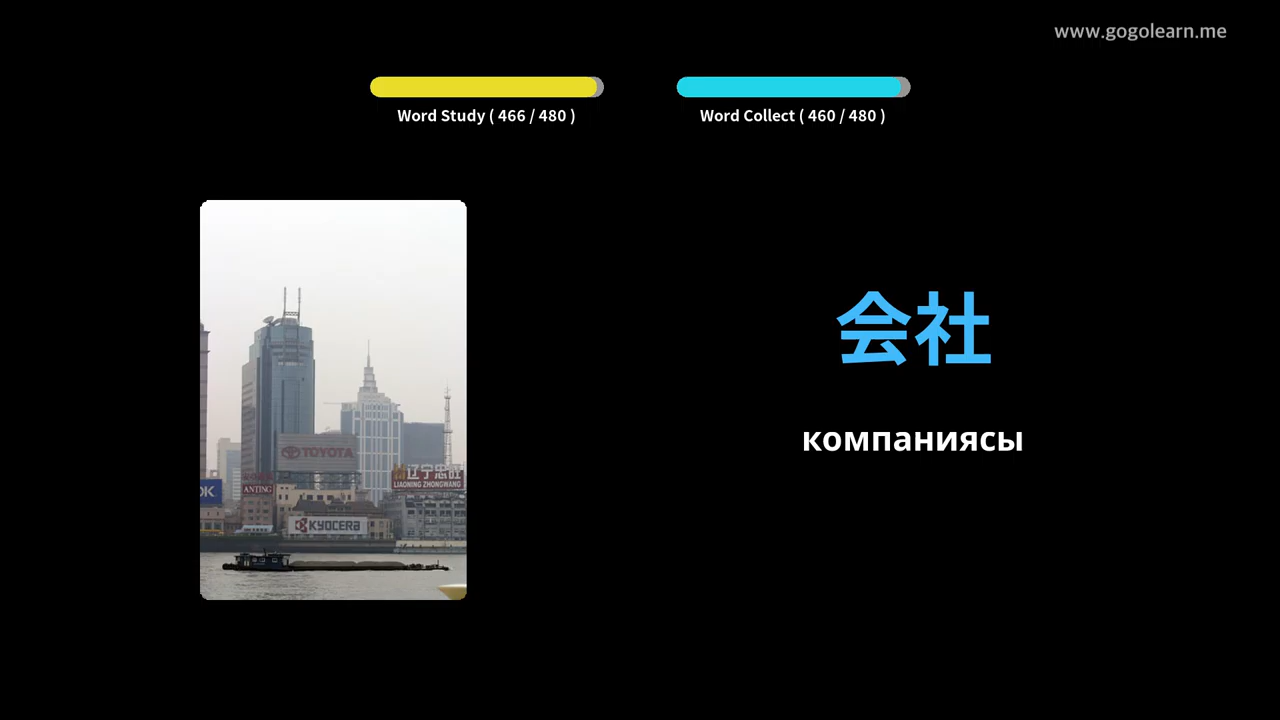 www.gogolearn.me
Word Study ( 466 / 480 )
Word Collect ( 460 / 480 )
会社
компаниясы
TOYOTA
辽宁忠旺
LIAONING ZHONGWANG
OK
ANTING
KYOCERA